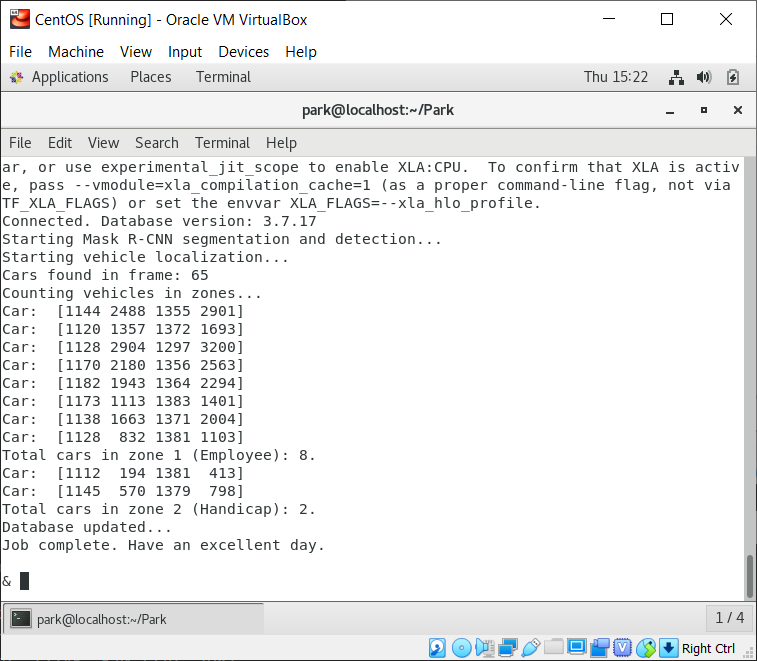 CentOS [Running] - Oracle VM VirtualBox
File Machine View Input Devices Help
Applications Places Terminal Thu 15:22
park@localhost:~/Park
File Edit View Search Terminal Help
ar, or use experimental_jit_scope to enable XLA:CPU.  To confirm that XLA is activ
e, pass --vmodule=xla_compilation_cache=1 (as a proper command-line flag, not via
TF_XLA_FLAGS) or set the envvar XLA_FLAGS=--xla_hlo_profile.
Connected. Database version: 3.7.17
Starting Mask R-CNN segmentation and detection...
Starting vehicle localization...
Cars found in frame: 65
Counting vehicles in zones...
Car:  [1144 2488 1355 2901]
Car:  [1120 1357 1372 1693]
Car:  [1128 2904 1297 3200]
Car:  [1170 2180 1356 2563]
Car:  [1182 1943 1364 2294]
Car:  [1173 1113 1383 1401]
Car:  [1138 1663 1371 2004]
Car:  [1128  832 1381 1103]
Total cars in zone 1 (Employee): 8.
Car:  [1112  194 1381  413]
Car:  [1145  570 1379  798]
Total cars in zone 2 (Handicap): 2.
Database updated...
Job complete. Have an excellent day.
&
park@localhost:~/Park 1 / 4
Right Ctrl